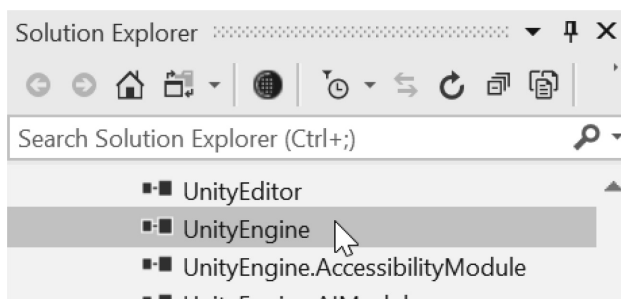 Solution Explorer
Search Solution Explorer (Ctrl+;)
UnityEditor
UnityEngine
UnityEngine.AccessibilityModule